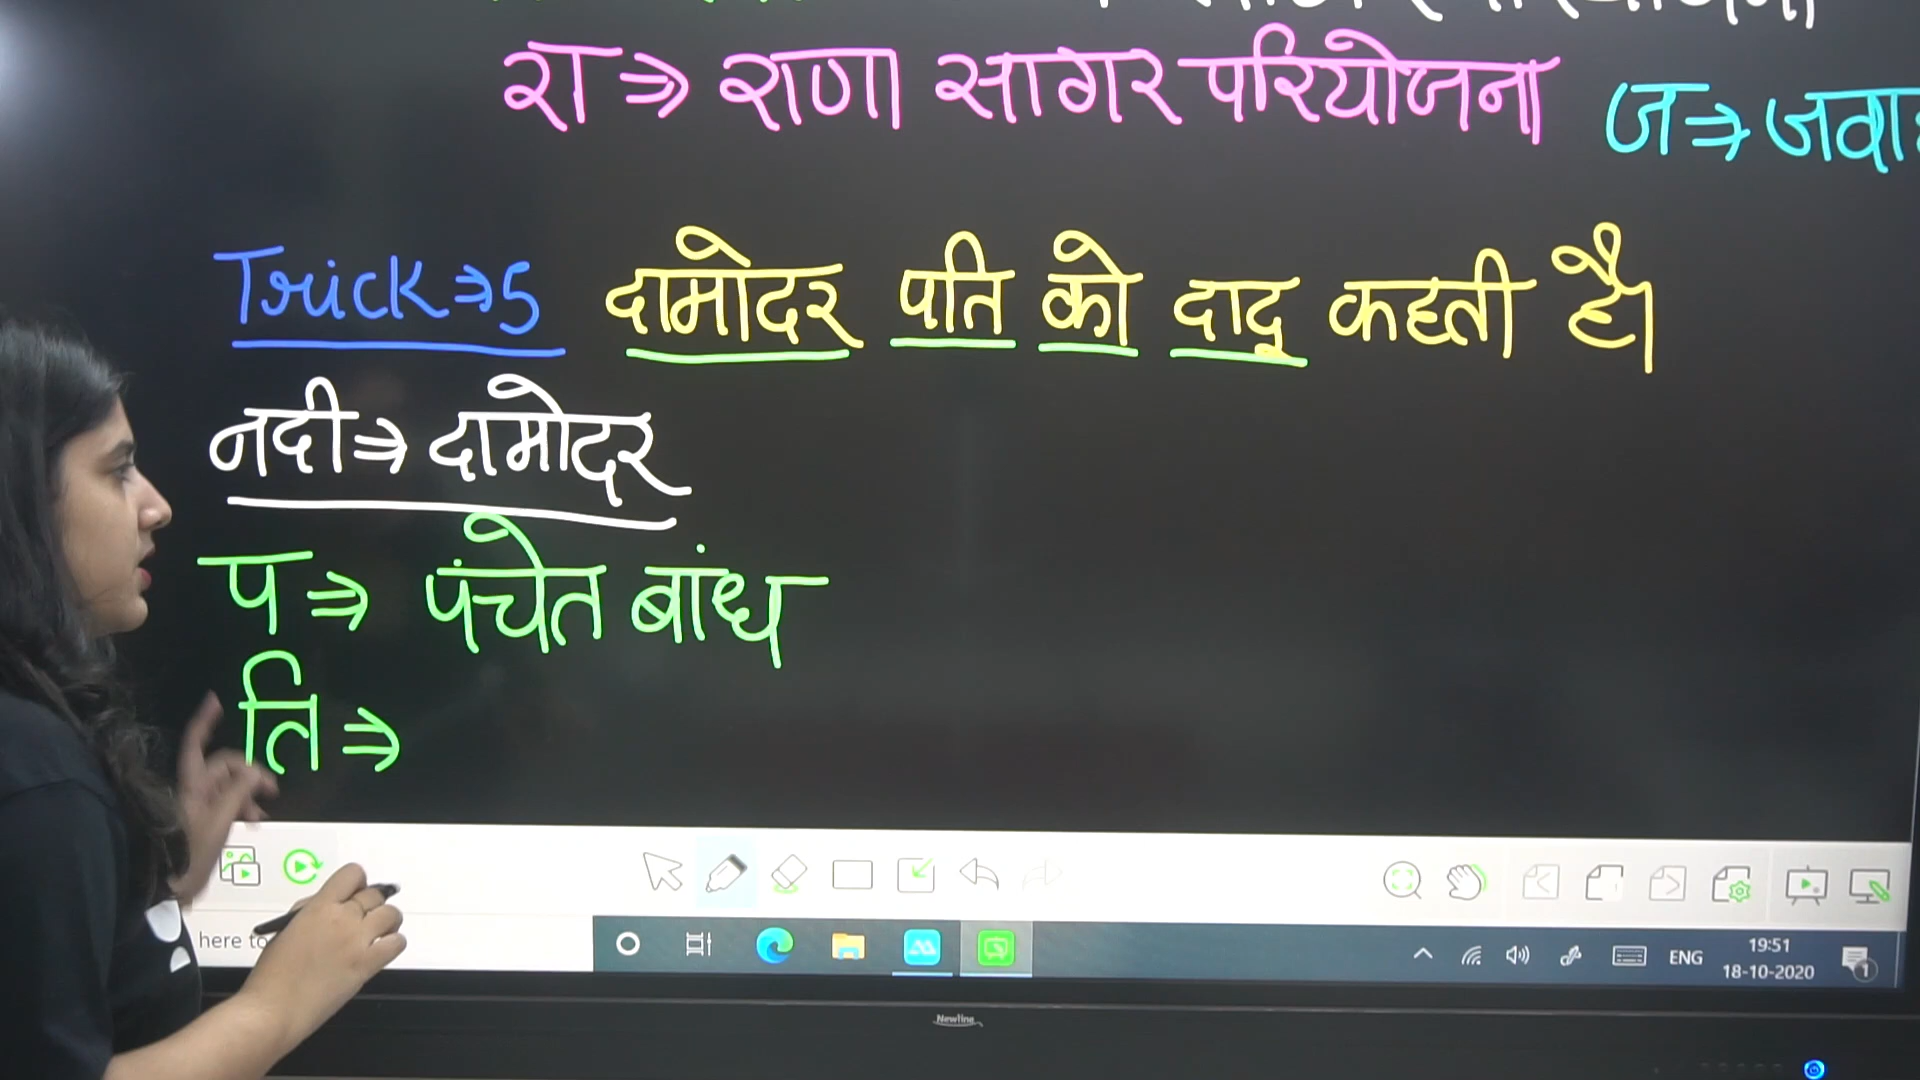 रा ⇒ राणा सागर परियोजना
ज ⇒ जवा
Trick ⇒ 5 दामोदर पति को दादू कहती है।
नदी ⇒ दामोदर
प ⇒ पंचेत बांध
ति ⇒
here to
ENG
19:51
18-10-2020
1
Newline